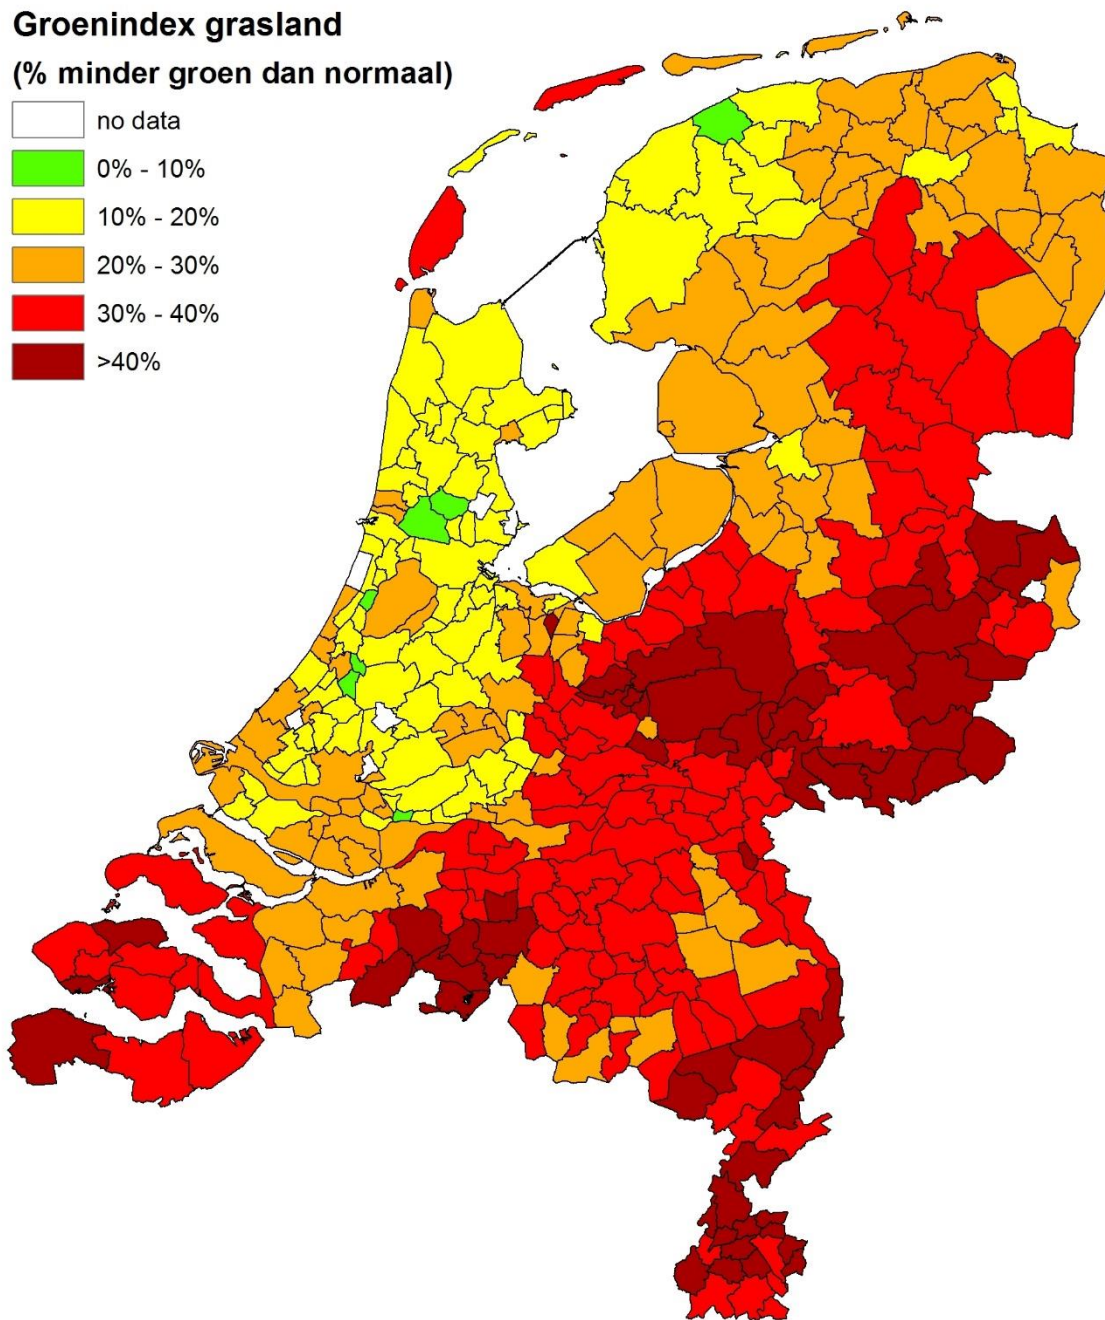 Groenindex grasland
(% minder groen dan normaal)
no data
0% - 10%
10% - 20%
20% - 30%
30% - 40%
>40%